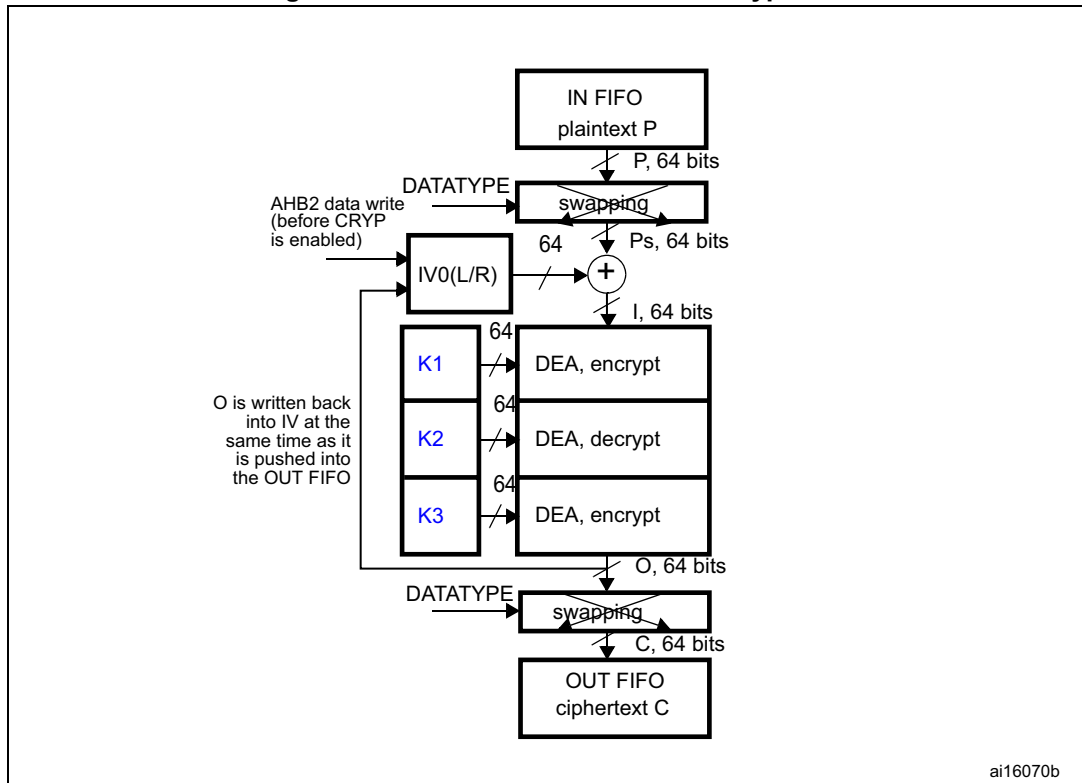 IN FIFO
plaintext P
P, 64 bits
DATATYPE
swapping
AHB2 data write
(before CRYP
is enabled)
Ps, 64 bits
64
IV0(L/R)
+
I, 64 bits
64
K1
DEA, encrypt
64
K2
DEA, decrypt
64
K3
DEA, encrypt
O is written back
into IV at the
same time as it
is pushed into
the OUT FIFO
O, 64 bits
DATATYPE
swapping
C, 64 bits
OUT FIFO
ciphertext C
ai16070b